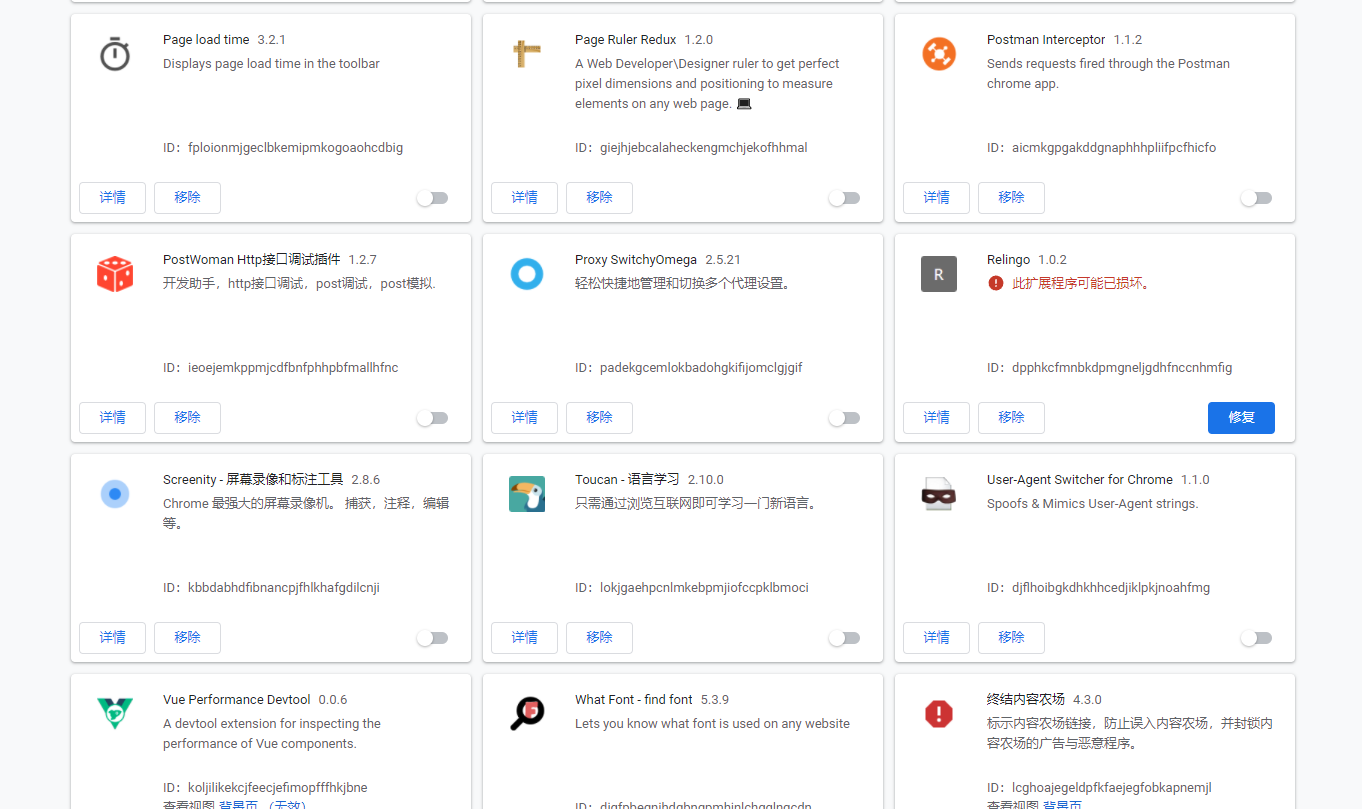 Page load time 3.2.1
Displays page load time in the toolbar
ID: fploionmjgeclbkemipmkogoaohcdbig
详情 移除
Page Ruler Redux 1.2.0
A Web Developer\Designer ruler to get perfect
pixel dimensions and positioning to measure
elements on any web page. 💻
ID: giejhjebcalaheckengmchjekofhhmal
详情 移除
Postman Interceptor 1.1.2
Sends requests fired through the Postman
chrome app.
ID: aicmkgpgakddgnaphhhpliifpcfhicfo
详情 移除
PostWoman Http接口调试插件 1.2.7
开发助手，http接口调试，post调试，post模拟.
ID: ieoejemkppmjcdfbnfphhpbfmallhfnc
详情 移除
Proxy SwitchyOmega 2.5.21
轻松快捷地管理和切换多个代理设置。
ID: padekgcemlokbadohgkifijomclgjgif
详情 移除
R
Relingo 1.0.2
此扩展程序可能已损坏。
ID: dpphkcfmnbkdpmgneljgdhfnccnhmfig
详情 移除 修复
Screenity - 屏幕录像和标注工具 2.8.6
Chrome 最强大的屏幕录像机。 捕获，注释，编辑
等。
ID: kbbdabhdfibnancpjfhlkhafgdilcnji
详情 移除
Toucan - 语言学习 2.10.0
只需通过浏览互联网即可学习一门新语言。
ID: lokjgaehpcnlmkebpmjiofccpklbmoci
详情 移除
User-Agent Switcher for Chrome 1.1.0
Spoofs & Mimics User-Agent strings.
ID: djflhoibgkdhkhhcedjiklpkjnoahfmg
详情 移除
Vue Performance Devtool 0.0.6
A devtool extension for inspecting the
performance of Vue components.
ID: koljilikekcjfeecjefimopfffhkjbne
查看视图 背景页 （无效）
What Font - find font 5.3.9
Lets you know what font is used on any website
终结内容农场 4.3.0
标示内容农场链接，防止误入内容农场，并封锁内
容农场的广告与恶意程序。
ID: lcghoajegeldpfkfaejegfobkapnemjl
查看视图 背景页